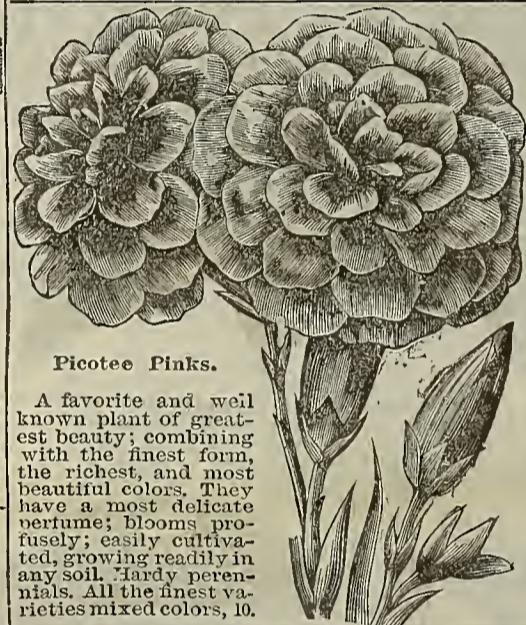 Picotee Pinks.
A favorite and well
known plant of great-
est beauty; combining
with the finest form,
the richest, and most
beautiful colors. They
have a most delicate
perfume; blooms pro-
fusely; easily cultiva-
ted, growing readily in
any soil. Hardy peren-
nials. All the finest va-
rieties mixed colors, 10.